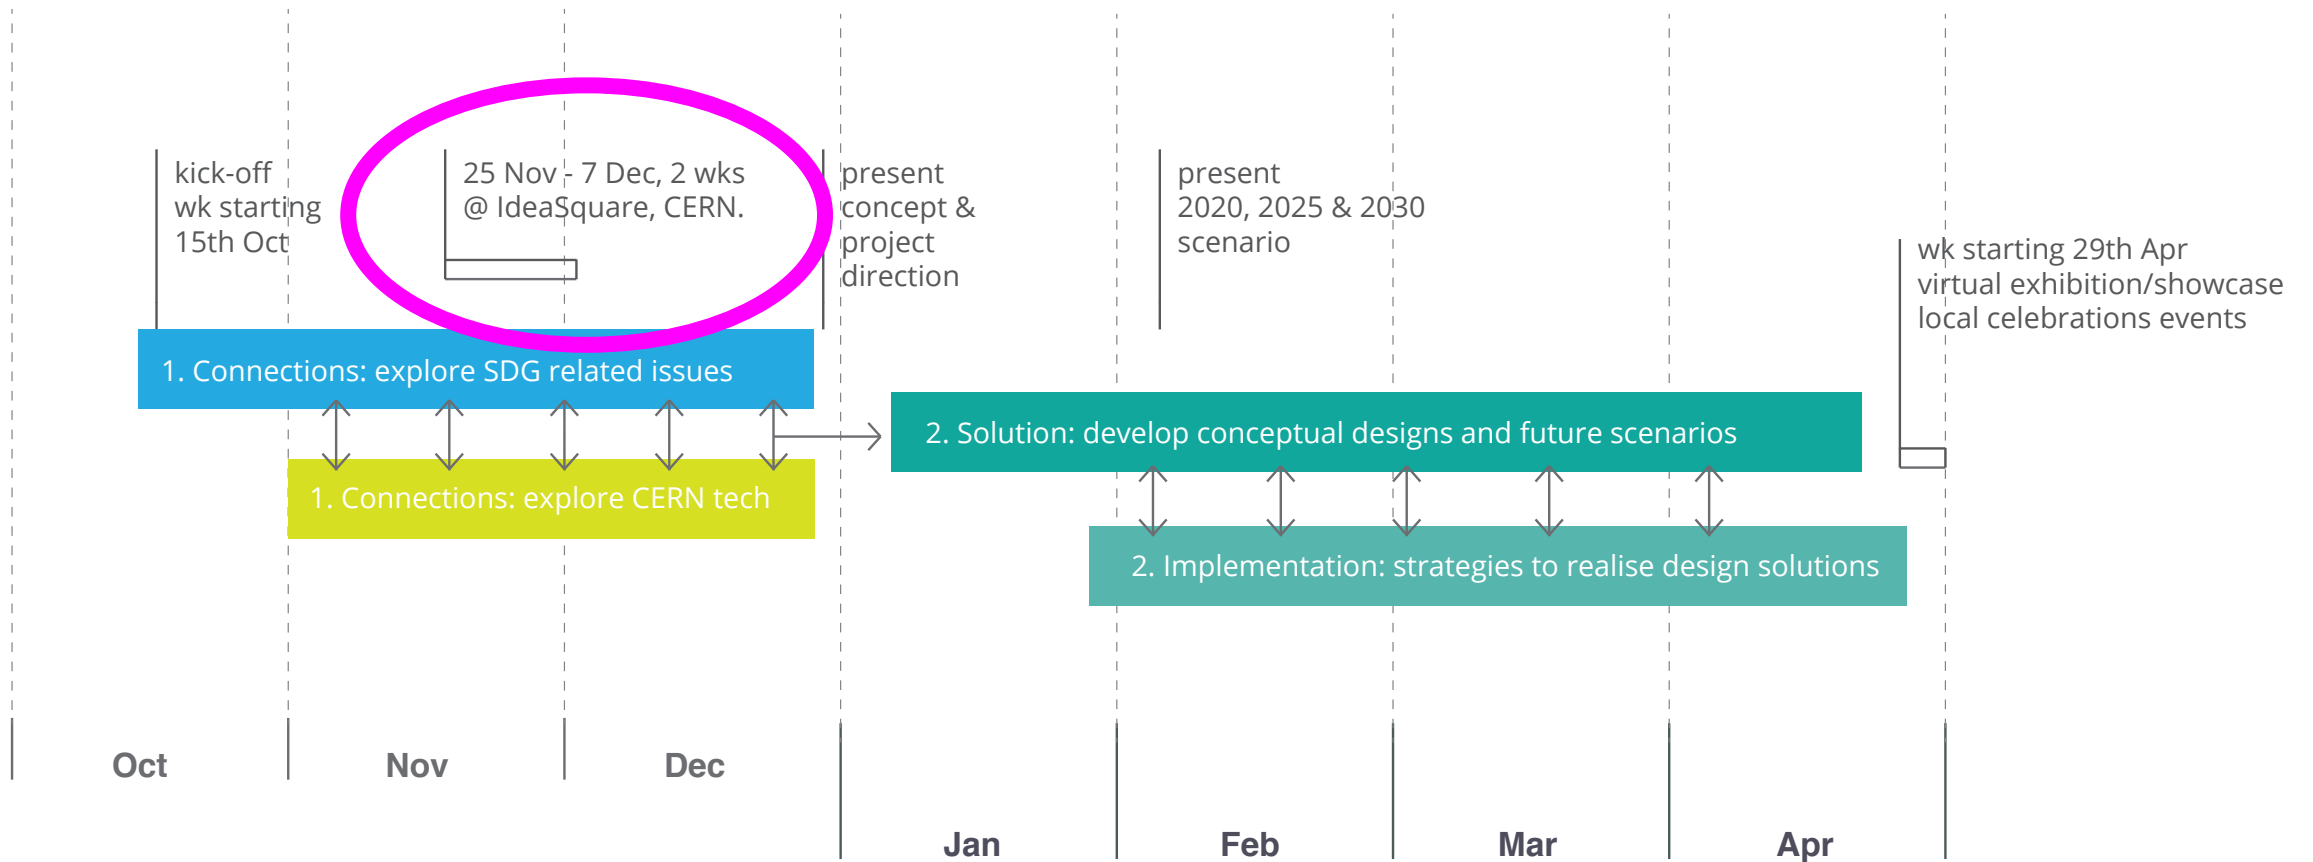 kick-off
wk starting
15th Oct
25 Nov - 7 Dec, 2 wks
@ IdeaSquare, CERN.
present
concept &
project
direction
present
2020, 2025 & 2030
scenario
wk starting 29th Apr
virtual exhibition/showcase
local celebrations events
1. Connections: explore SDG related issues
2. Solution: develop conceptual designs and future scenarios
1. Connections: explore CERN tech
2. Implementation: strategies to realise design solutions
Oct
Nov
Dec
Jan
Feb
Mar
Apr